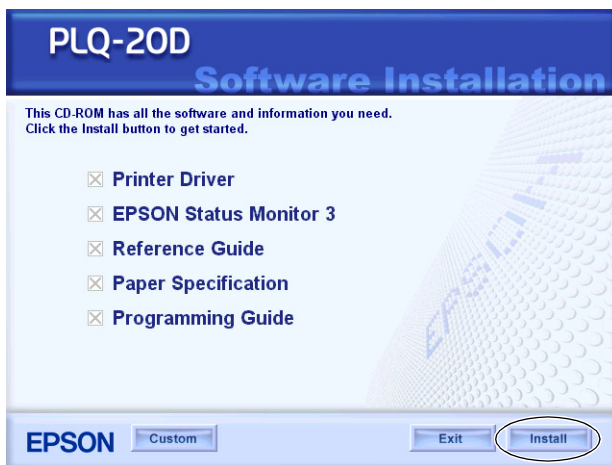 PLQ-20D
Software Installation
This CD-ROM has all the software and information you need.
Click the Install button to get started.
Printer Driver
EPSON Status Monitor 3
Reference Guide
Paper Specification
Programming Guide
EPSON
EPSON Custom Exit Install